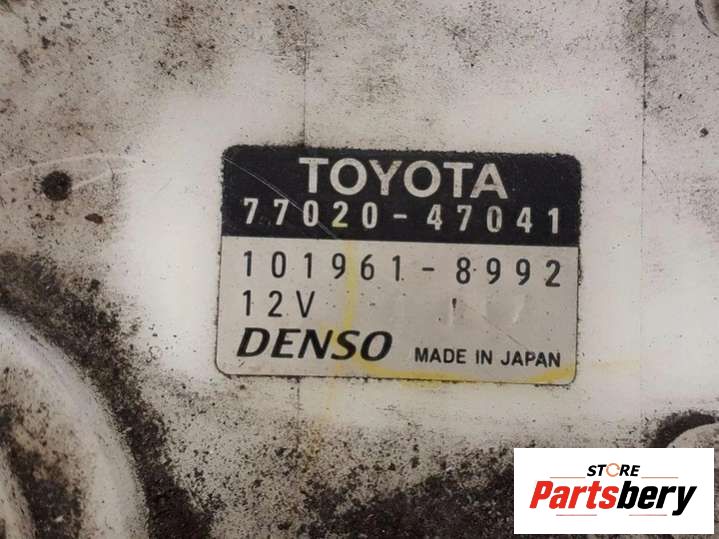 TOYOTA
77020-47041
101961-8992
12V
DENSO MADE IN JAPAN
STORE
Partsbery